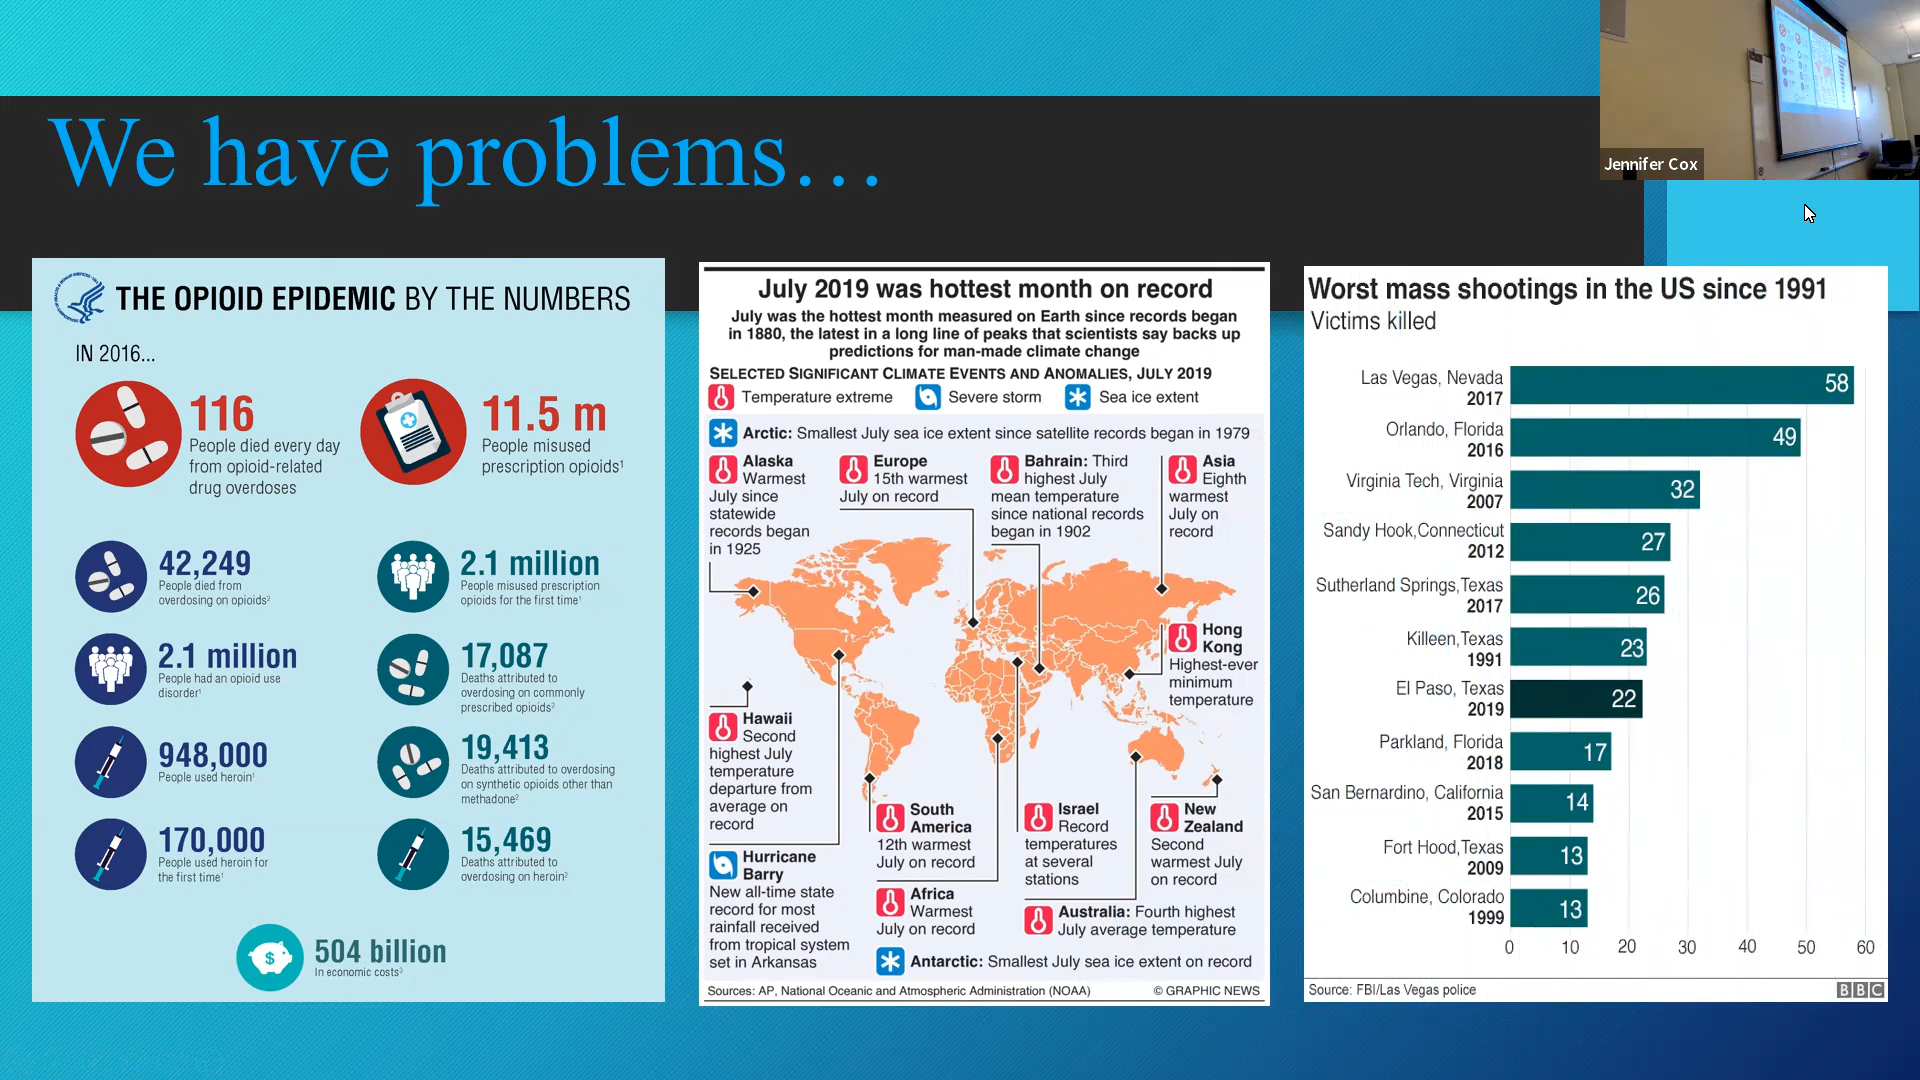 We have problems...
Jennifer Cox
THE OPIOID EPIDEMIC BY THE NUMBERS
IN 2016...
116
People died every day
from opioid-related
drug overdoses
11.5 m
People misused
prescription opioids¹
42,249
People died from
overdosing on opioids²
2.1 million
People misused prescription
opioids for the first time¹
2.1 million
People had an opioid use
disorder¹
17,087
Deaths attributed to
overdosing on commonly
prescribed opioids²
948,000
People used heroin¹
19,413
Deaths attributed to overdosing
on synthetic opioids other than
methadone²
170,000
People used heroin for
the first time¹
15,469
Deaths attributed to
overdosing on heroin²
$
504 billion
In economic costs³
July 2019 was hottest month on record
July was the hottest month measured on Earth since records began
in 1880, the latest in a long line of peaks that scientists say backs up
predictions for man-made climate change
SELECTED SIGNIFICANT CLIMATE EVENTS AND ANOMALIES, JULY 2019
Temperature extreme
Severe storm
Sea ice extent
Arctic: Smallest July sea ice extent since satellite records began in 1979
Alaska
Warmest
July since
statewide
records began
in 1925
Europe
15th warmest
July on record
Bahrain: Third
highest July
mean temperature
since national records
began in 1902
Asia
Eighth
warmest
July on
record
Hong
Kong
Highest-ever
minimum
temperature
Hawaii
Second
highest July
temperature
departure from
average on
record
Hurricane
Barry
New all-time state
record for most
rainfall received
from tropical system
set in Arkansas
South
America
12th warmest
July on record
Africa
Warmest
July on record
Israel
Record
temperatures
at several
stations
New
Zealand
Second
warmest July
on record
Australia: Fourth highest
July average temperature
Antarctic: Smallest July sea ice extent on record
Sources: AP, National Oceanic and Atmospheric Administration (NOAA)
© GRAPHIC NEWS
Worst mass shootings in the US since 1991
Victims killed
Las Vegas, Nevada
2017
58
Orlando, Florida
2016
49
Virginia Tech, Virginia
2007
32
Sandy Hook,Connecticut
2012
27
Sutherland Springs,Texas
2017
26
Killeen,Texas
1991
23
El Paso, Texas
2019
22
Parkland, Florida
2018
17
San Bernardino, California
2015
14
Fort Hood,Texas
2009
13
Columbine, Colorado
1999
13
0 10 20 30 40 50 60
Source: FBI/Las Vegas police
BBC